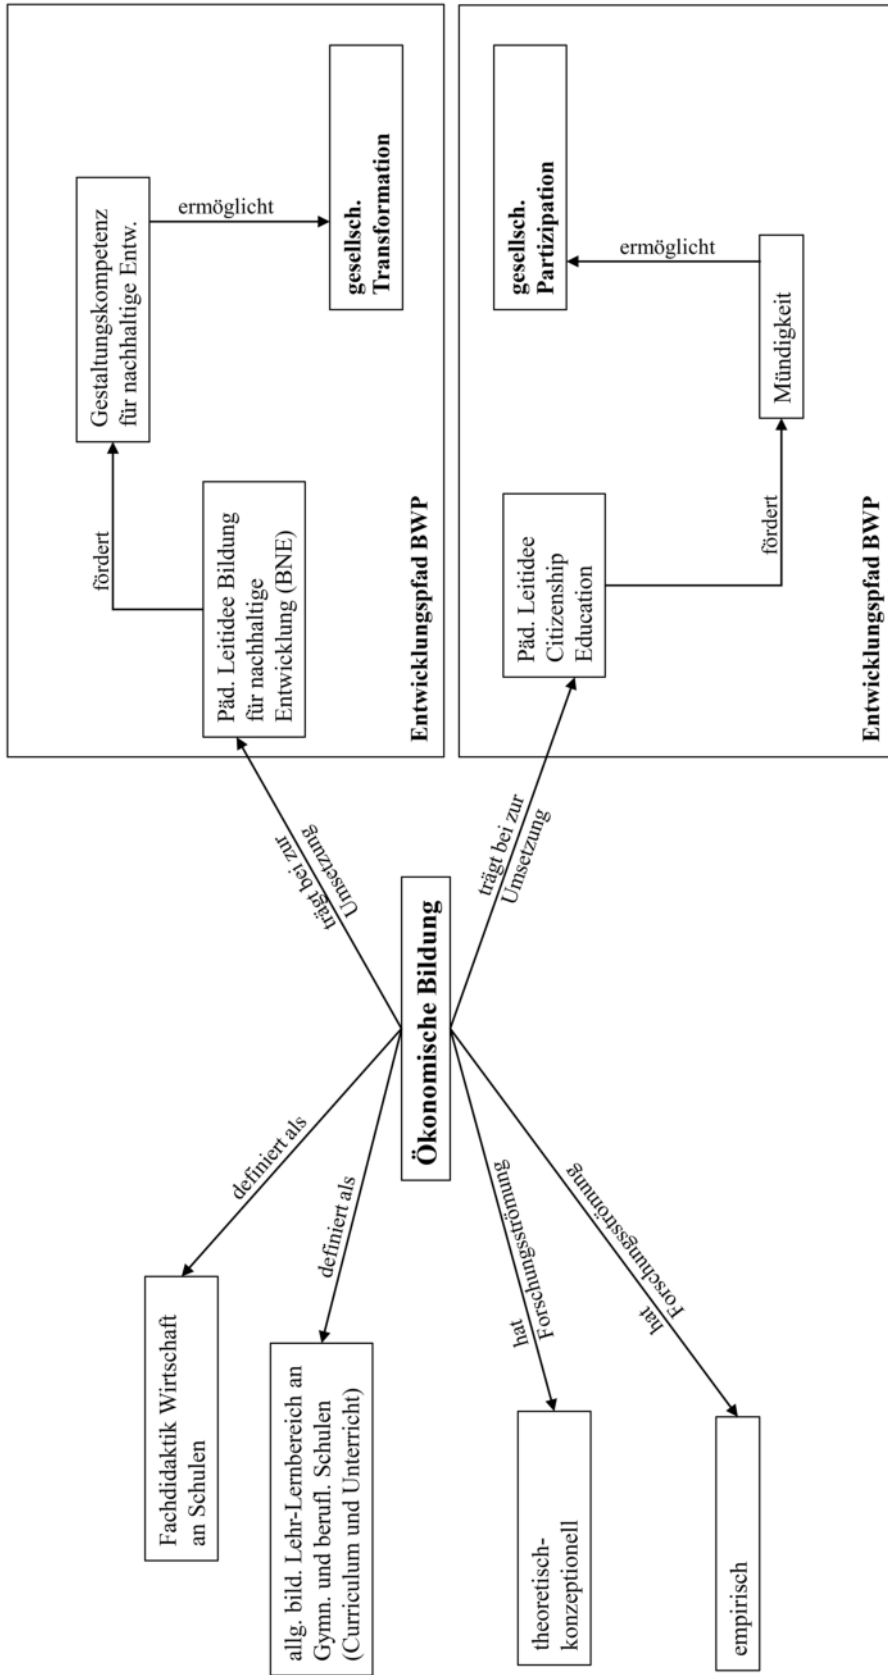 Fachdidaktik Wirtschaft
an Schulen
definiert als
allg. bild. Lehr-Lernbereich an
Gymn. und berufl. Schulen
(Curriculum und Unterricht)
definiert als
theoretisch-
konzeptionell
hat
Forschungsströmung
empirisch
hat
Forschungsströmung
Ökonomische Bildung
trägt bei zur
Umsetzung
Päd. Leitidee Bildung
für nachhaltige
Entwicklung (BNE)
fördert
Gestaltungskompetenz
für nachhaltige Entw.
ermöglicht
gesellsch.
Transformation
Entwicklungspfad BWP
trägt bei zur
Umsetzung
Päd. Leitidee
Citizenship
Education
fördert
Mündigkeit
ermöglicht
gesellsch.
Partizipation
Entwicklungspfad BWP